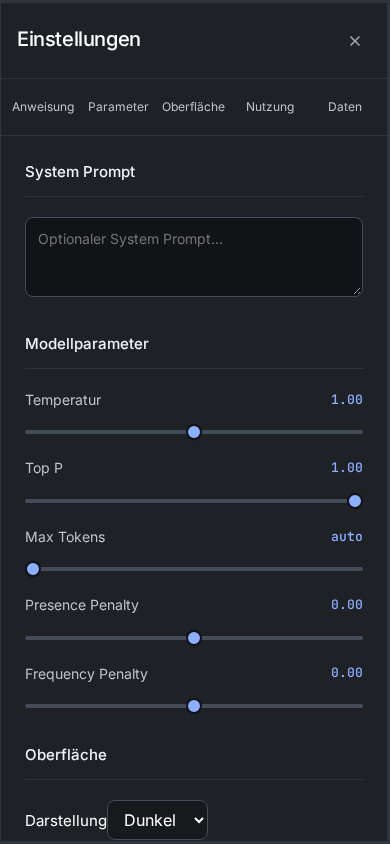 Einstellungen ×
Anweisung Parameter Oberfläche Nutzung Daten
System Prompt
Optionaler System Prompt...
Modellparameter
Temperatur 1.00
Top P 1.00
Max Tokens auto
Presence Penalty 0.00
Frequency Penalty 0.00
Oberfläche
Darstellung Dunkel